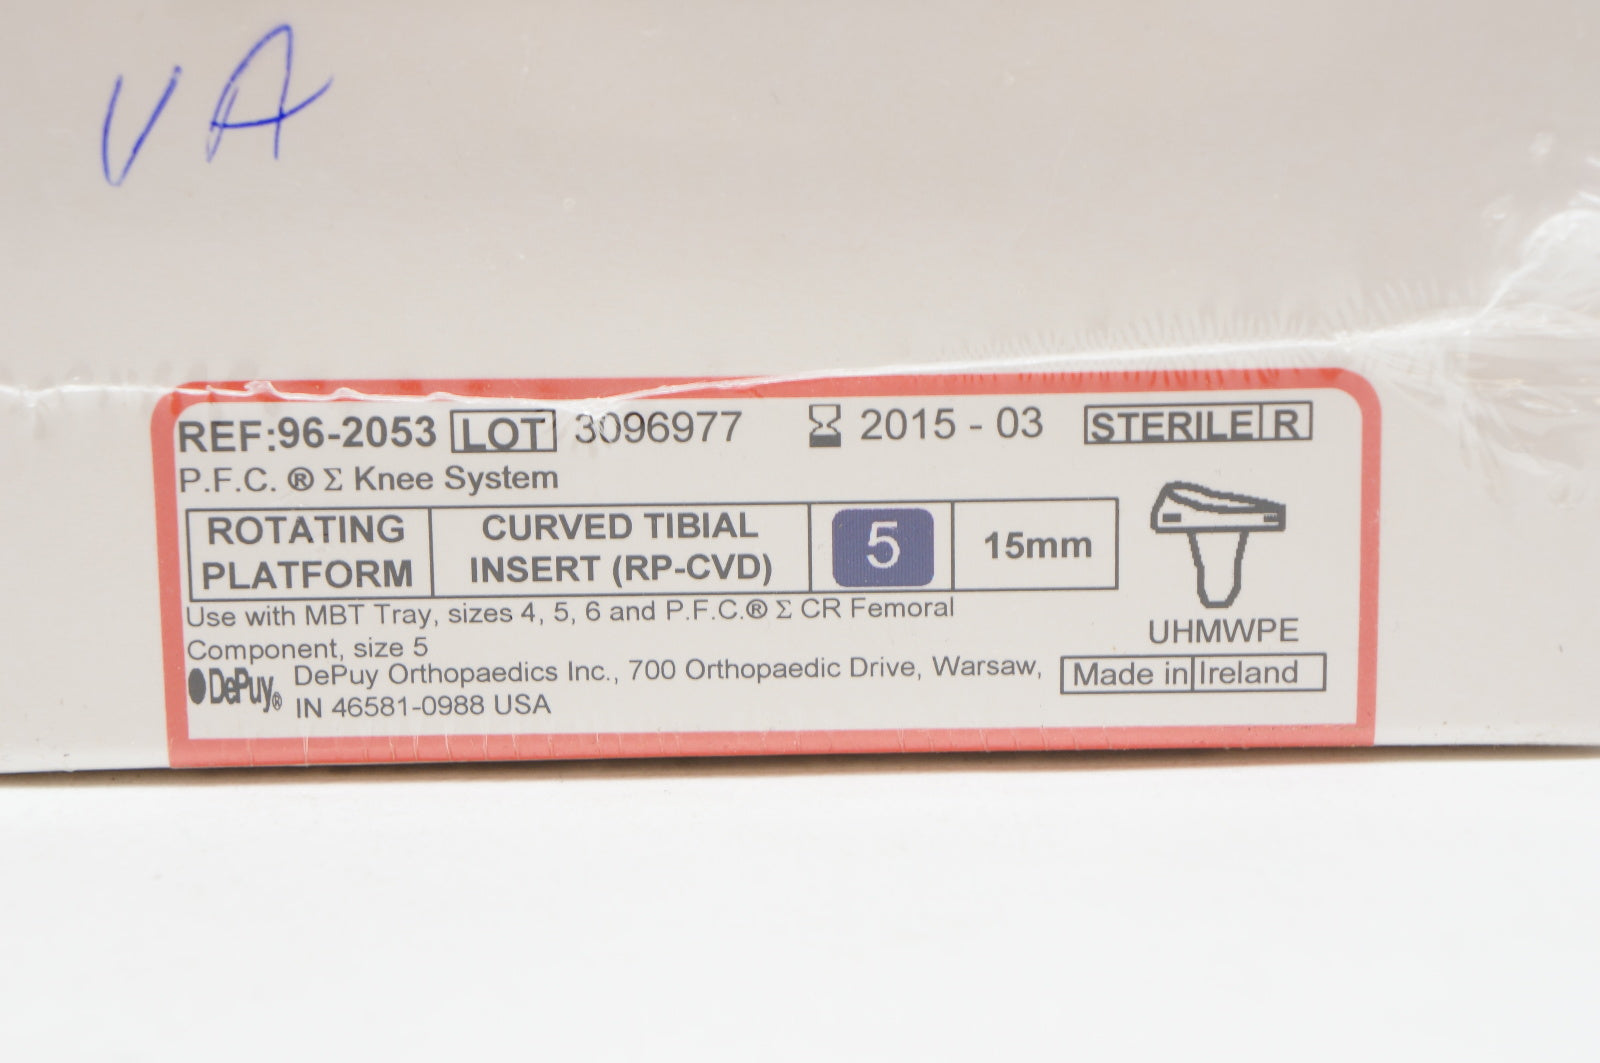 VA
REF:96-2053 LOT 3096977 2015 - 03 STERILE R
P.F.C. ® Σ Knee System
ROTATING PLATFORM CURVED TIBIAL INSERT (RP-CVD) 5 15mm
Use with MBT Tray, sizes 4, 5, 6 and P.F.C.® Σ CR Femoral
Component, size 5
UHMWPE
DePuy® DePuy Orthopaedics Inc., 700 Orthopaedic Drive, Warsaw,
IN 46581-0988 USA
Made in Ireland